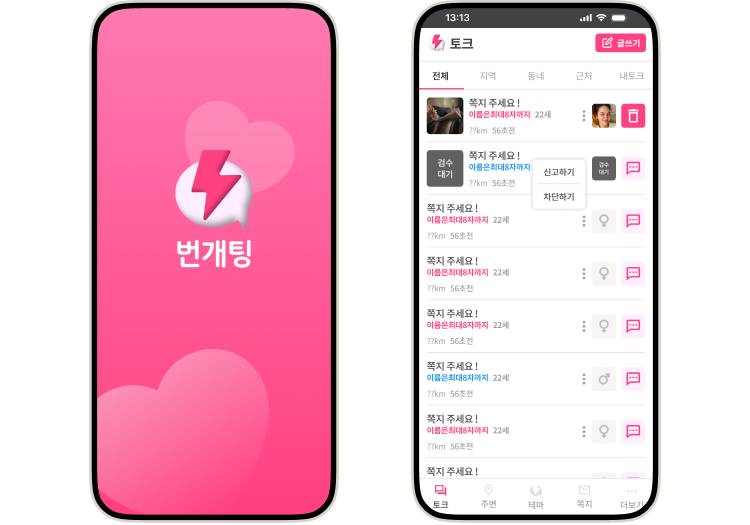 번개팅
13:13
토크
글쓰기
전체 지역 동네 근처 내토크
쪽지 주세요 !
이름은최대8자까지 22세
??km 56초전
검수
대기
쪽지 주세요 !
이름은최대8자까지
??km 56초전
신고하기
차단하기
검수
대기
쪽지 주세요 !
이름은최대8자까지 22세
??km 56초전
쪽지 주세요 !
이름은최대8자까지 22세
??km 56초전
쪽지 주세요 !
이름은최대8자까지 22세
??km 56초전
쪽지 주세요 !
이름은최대8자까지 22세
??km 56초전
쪽지 주세요 !
이름은최대8자까지 22세
??km 56초전
쪽지 주세요 !
토크 주변 테마 쪽지 더보기